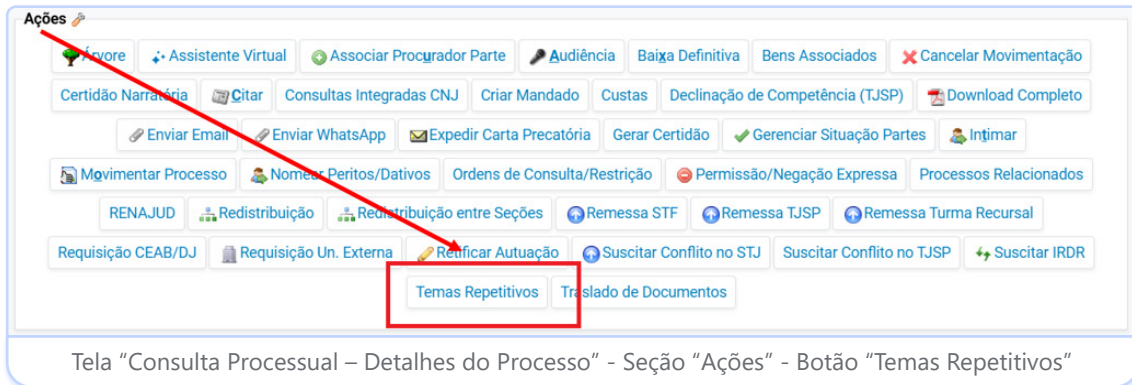 Ações
Árvore Assistente Virtual Associar Procurador Parte Audiência Baixa Definitiva Bens Associados Cancelar Movimentação
Certidão Narratória Citar Consultas Integradas CNJ Criar Mandado Custas Declinação de Competência (TJSP) Download Completo
Enviar Email Enviar WhatsApp Expedir Carta Precatória Gerar Certidão Gerenciar Situação Partes Intimar
Movimentar Processo Nomear Peritos/Dativos Ordens de Consulta/Restrição Permissão/Negação Expressa Processos Relacionados
RENAJUD Redistribuição Redistribuição entre Seções Remessa STF Remessa TJSP Remessa Turma Recursal
Requisição CEAB/DJ Requisição Un. Externa Retificar Autuação Suscitar Conflito no STJ Suscitar Conflito no TJSP Suscitar IRDR
Temas Repetitivos Traslado de Documentos
Tela “Consulta Processual – Detalhes do Processo” - Seção “Ações” - Botão “Temas Repetitivos”